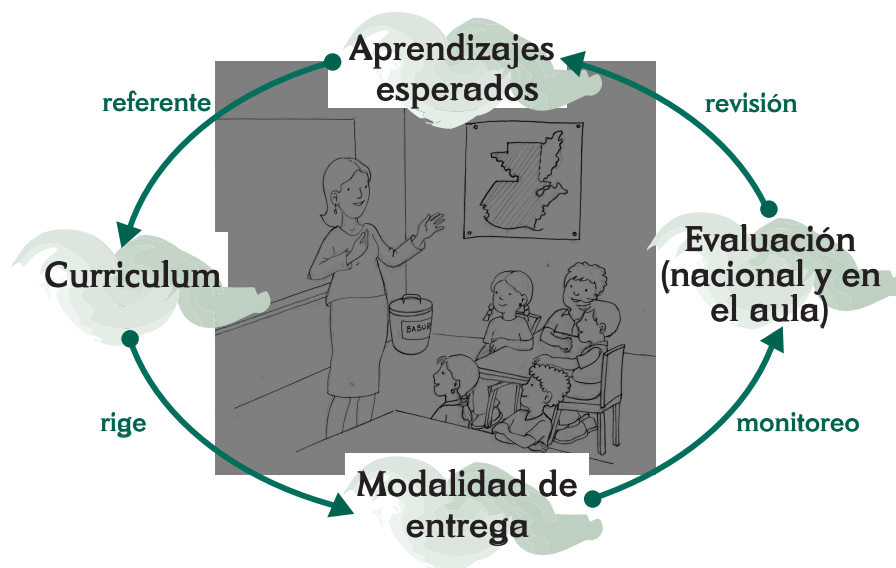 Aprendizajes
esperados
referente
revisión
Curriculum
Evaluación
(nacional y en
el aula)
BASURA
rige
monitoreo
Modalidad de
entrega